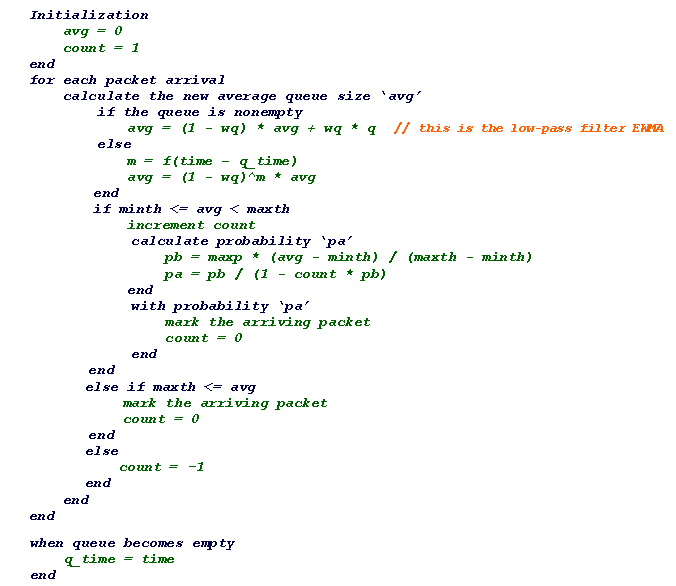 Initialization
avg = 0
count = 1
end
for each packet arrival
calculate the new average queue size `avg’
if the queue is nonempty
avg = (1 - wq) * avg + wq * q // this is the low-pass filter EWMA
else
m = f(time - q_time)
avg = (1 - wq)^m * avg
end
if minth <= avg < maxth
increment count
calculate probability `pa’
pb = maxp * (avg - minth) / (maxth - minth)
pa = pb / (1 - count * pb)
end
with probability `pa’
mark the arriving packet
count = 0
end
end
else if maxth <= avg
mark the arriving packet
count = 0
end
else
count = -1
end
end
end
when queue becomes empty
q_time = time
end